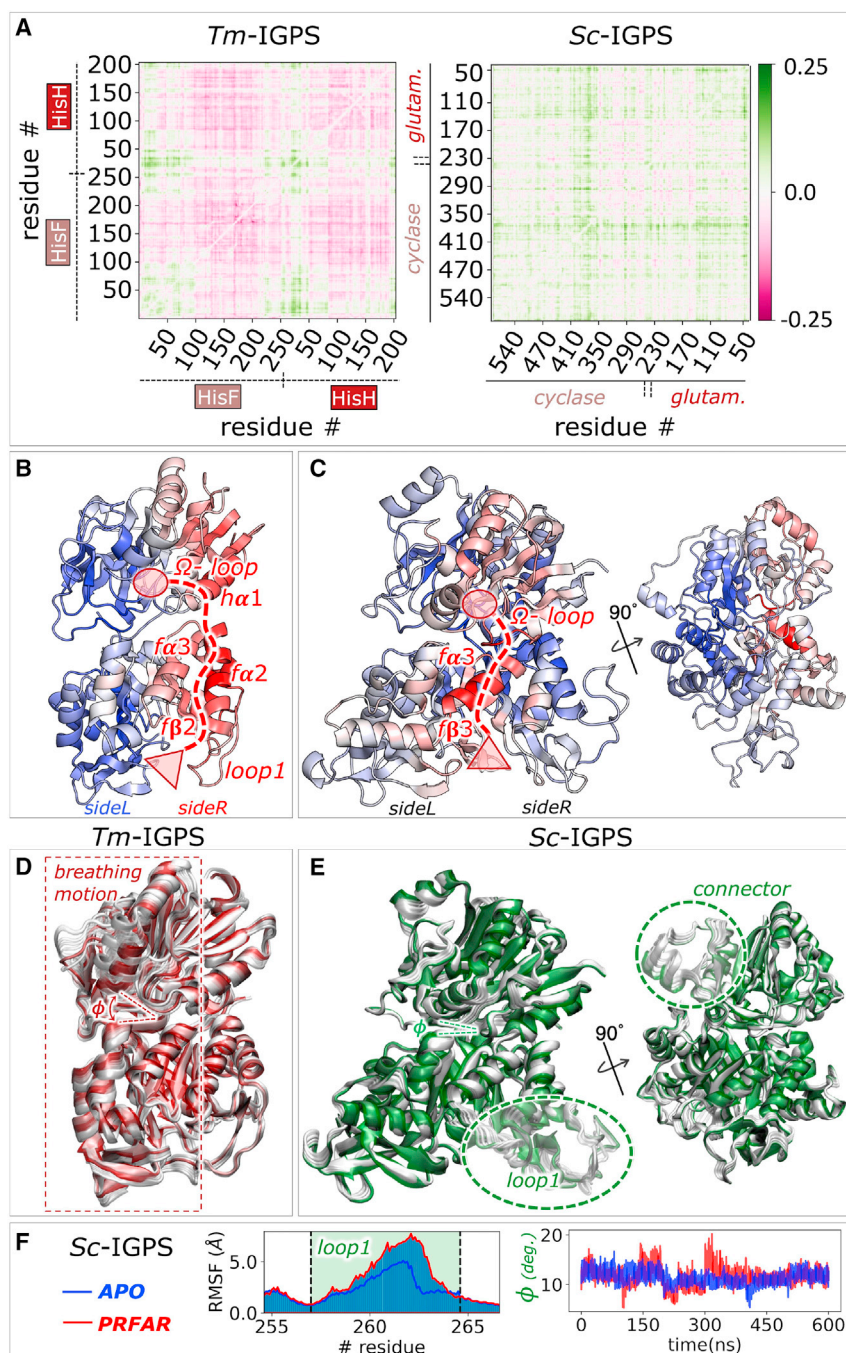 A
Tm-IGPS
Sc-IGPS
HisH
HisF
residue #
200
150
100
50
250
200
150
100
50
50
100
150
200
250
50
100
150
200
HisF
HisH
residue #
glutam.
cyclase
50
110
170
230
290
350
410
470
540
540
470
410
350
290
230
170
110
50
cyclase
glutam.
residue #
0.25
0.0
-0.25
B
Ω- loop
hα1
fα3
fα2
fβ2
loop1
sideL
sideR
C
Ω- loop
fα3
fβ3
sideL
sideR
90°
Tm-IGPS
Sc-IGPS
D
breathing
motion
ϕ
E
connector
ϕ
90°
loop1
F
Sc-IGPS
APO
PRFAR
RMSF (Å)
5.0
0.0
loop1
255
260
265
# residue
ϕ (deg.)
20
10
0
150
300
450
600
time(ns)